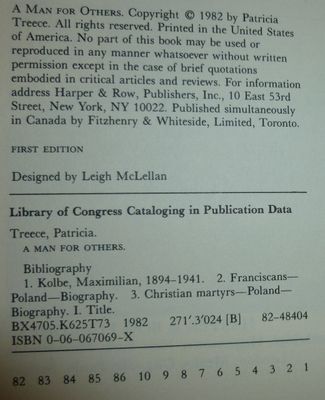 A MAN FOR OTHERS. Copyright © 1982 by Patricia
Treece. All rights reserved. Printed in the United States
of America. No part of this book may be used or
reproduced in any manner whatsoever without written
permission except in the case of brief quotations
embodied in critical articles and reviews. For information
address Harper & Row, Publishers, Inc., 10 East 53rd
Street, New York, NY 10022. Published simultaneously
in Canada by Fitzhenry & Whiteside, Limited, Toronto.
FIRST EDITION
Designed by Leigh McLellan
Library of Congress Cataloging in Publication Data
Treece, Patricia.
A MAN FOR OTHERS.
Bibliography
1. Kolbe, Maximilian, 1894-1941. 2. Franciscans—
Poland—Biography. 3. Christian martyrs—Poland—
Biography. I. Title.
BX4705.K625T73 1982 271'.3'024 [B] 82-48404
ISBN 0-06-067069-X
82 83 84 85 86 10 9 8 7 6 5 4 3 2 1